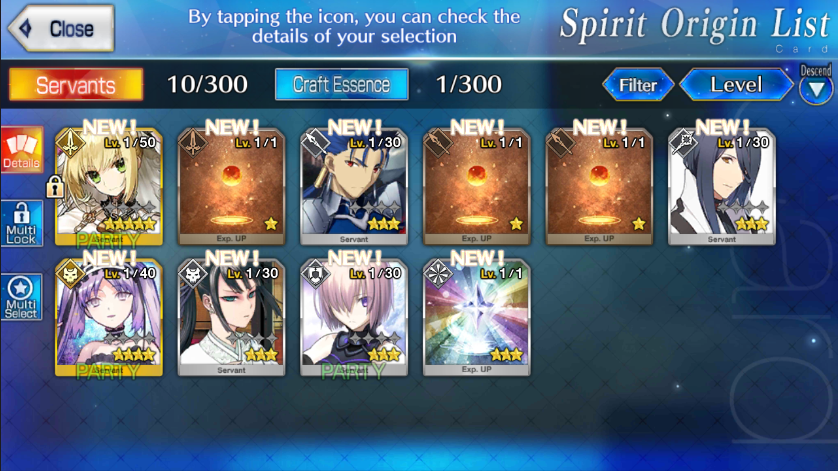 Close
By tapping the icon, you can check the
details of your selection
Spirit Origin List
Card
Servants
10/300
Craft Essence
1/300
Filter
Level
Descend
Details
Multi
Lock
Multi
Select
NEW!
Lv. 1/50
PARTY
NEW!
Lv. 1/1
Exp. UP
NEW!
Lv. 1/30
Servant
NEW!
Lv. 1/1
Exp. UP
NEW!
Lv. 1/1
Exp. UP
NEW!
Lv. 1/30
Servant
NEW!
Lv. 1/40
Servant
PARTY
NEW!
Lv. 1/30
Servant
NEW!
Lv. 1/30
Servant
PARTY
NEW!
Lv. 1/1
Exp. UP